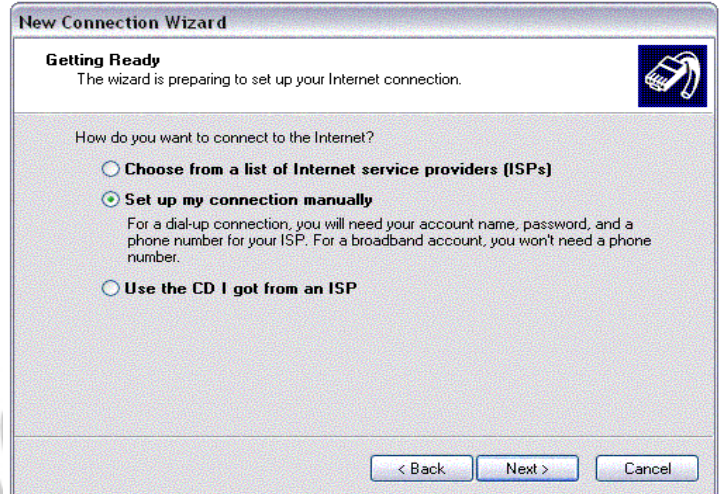 New Connection Wizard
Getting Ready
The wizard is preparing to set up your Internet connection.
How do you want to connect to the Internet?
Choose from a list of Internet service providers (ISPs)
Set up my connection manually
For a dial-up connection, you will need your account name, password, and a
phone number for your ISP. For a broadband account, you won't need a phone
number.
Use the CD I got from an ISP
< Back Next > Cancel